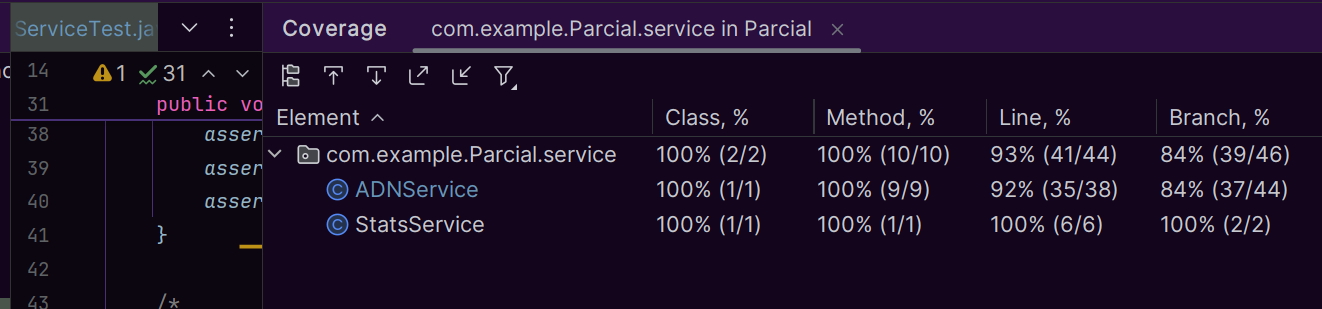 ServiceTest.ja
14
1
31
31
public vo
38
asser
39
asser
40
asser
41
}
42
43
/*
Coverage
com.example.Parcial.service in Parcial
Element
Class, %
Method, %
Line, %
Branch, %
com.example.Parcial.service
100% (2/2)
100% (10/10)
93% (41/44)
84% (39/46)
ADNService
100% (1/1)
100% (9/9)
92% (35/38)
84% (37/44)
StatsService
100% (1/1)
100% (1/1)
100% (6/6)
100% (2/2)